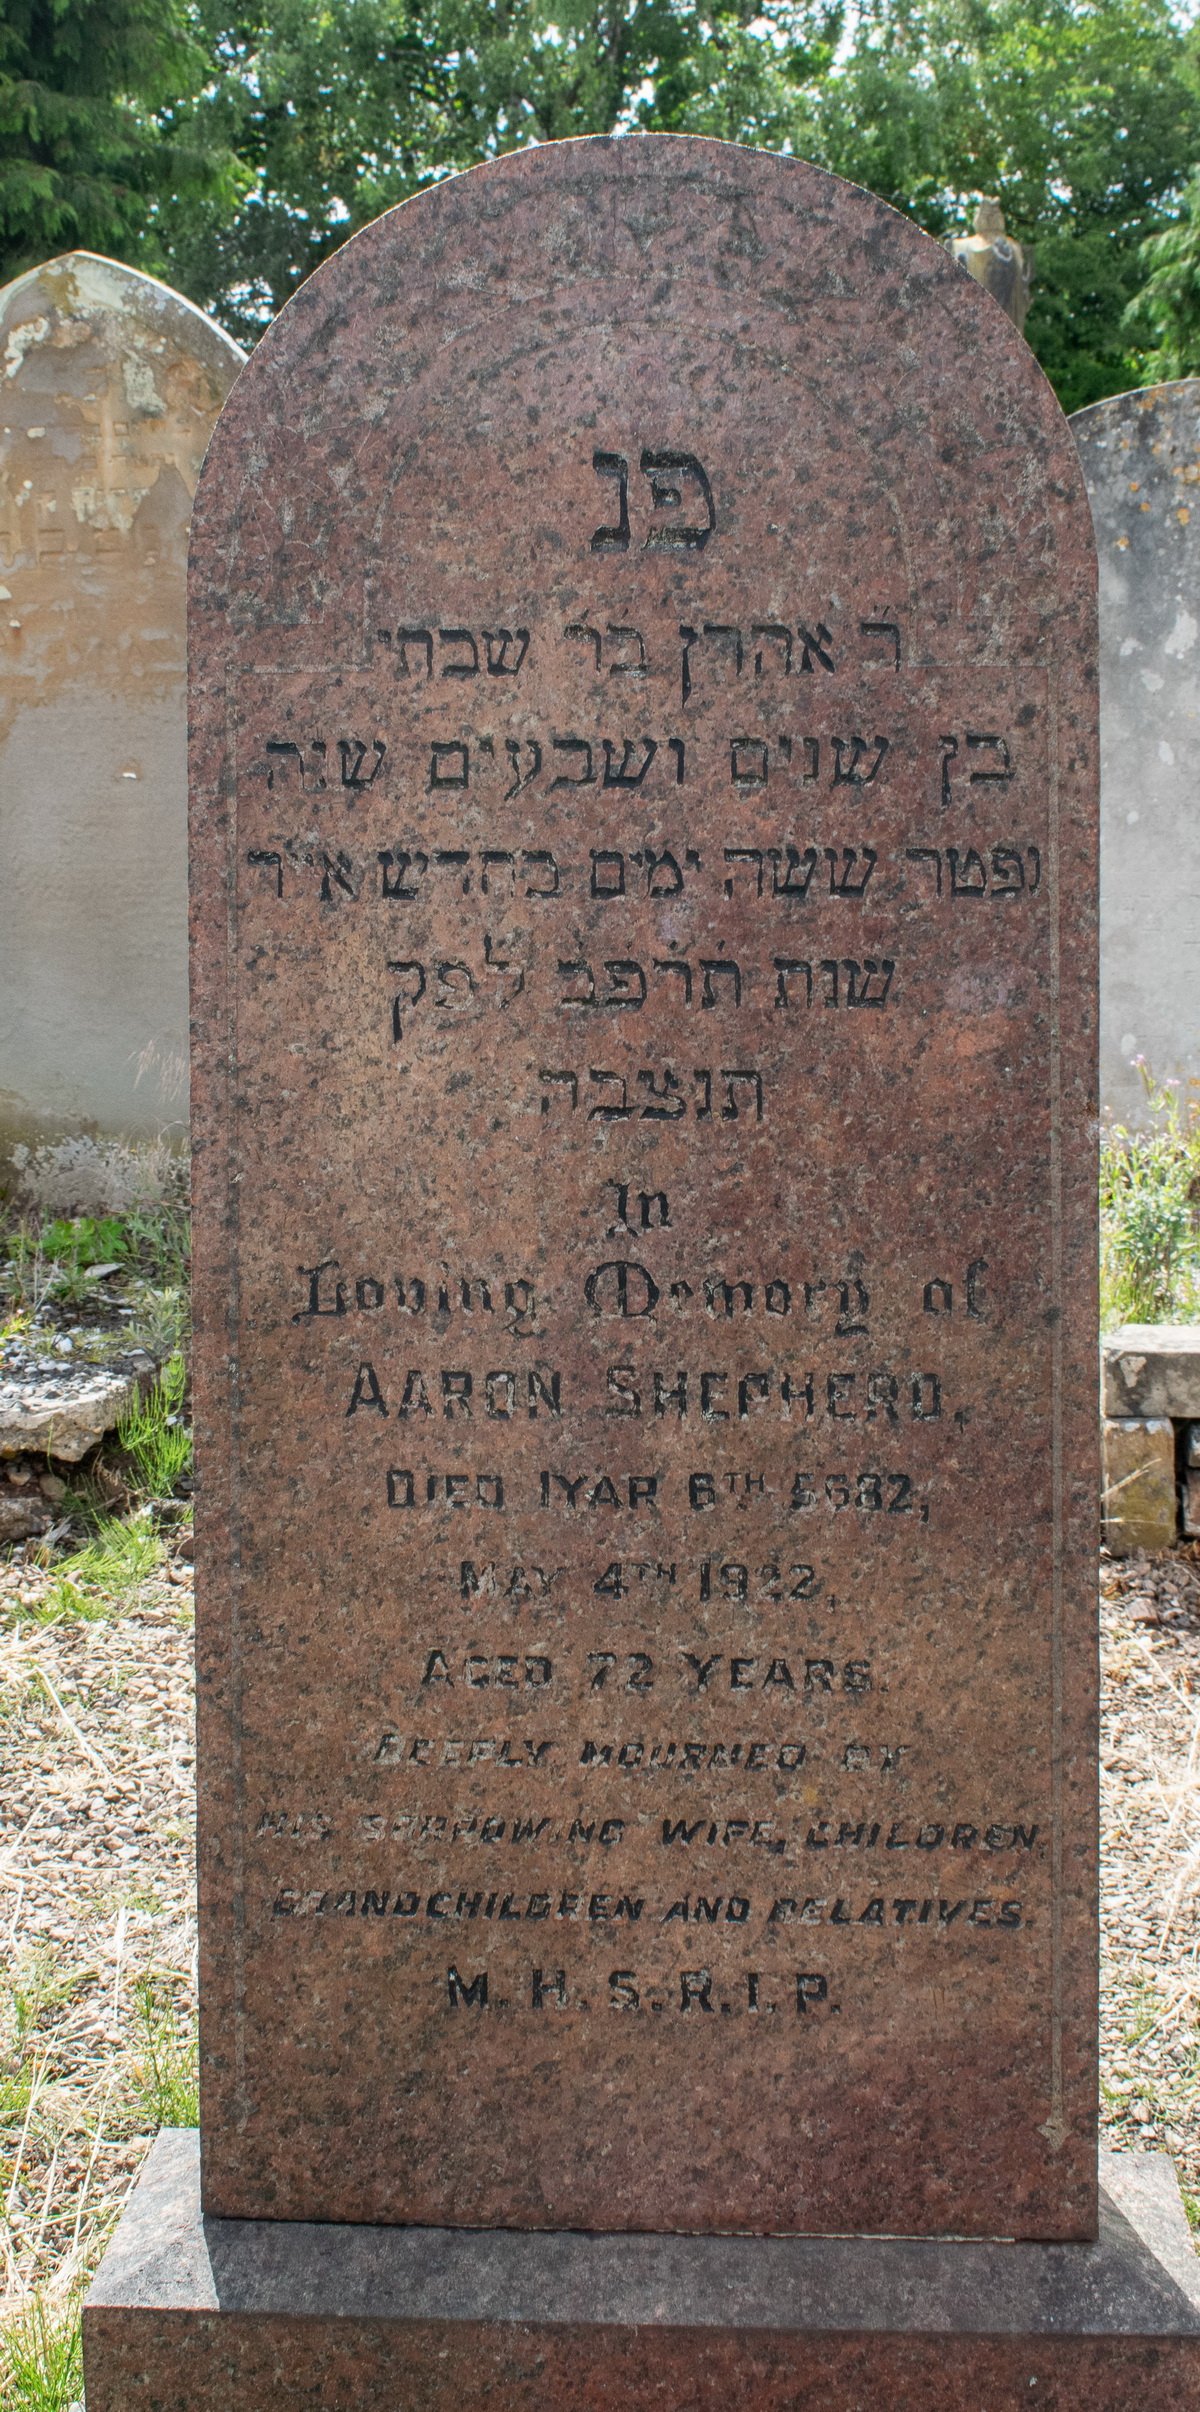 פנ
ר' אהרן בר' שבתי
בן שנים ושבעים שנה
ופטר ששה ימים בחדש אייר
שנת תרפב לפק
תנצבה
In
Loving Memory of
AARON SHEPHERD,
DIED IYAR 6TH 5682,
MAY 4TH 1922,
AGED 72 YEARS.
DEEPLY MOURNED BY
HIS SORROWING WIFE, CHILDREN,
GRANDCHILDREN AND RELATIVES.
M.H.S.R.I.P.